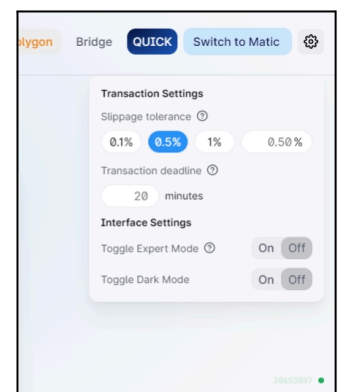 olygon Bridge QUICK Switch to Matic
Transaction Settings
Slippage tolerance ?
0.1% 0.5% 1% 0.50 %
Transaction deadline ?
20 minutes
Interface Settings
Toggle Expert Mode ? On Off
Toggle Dark Mode On Off